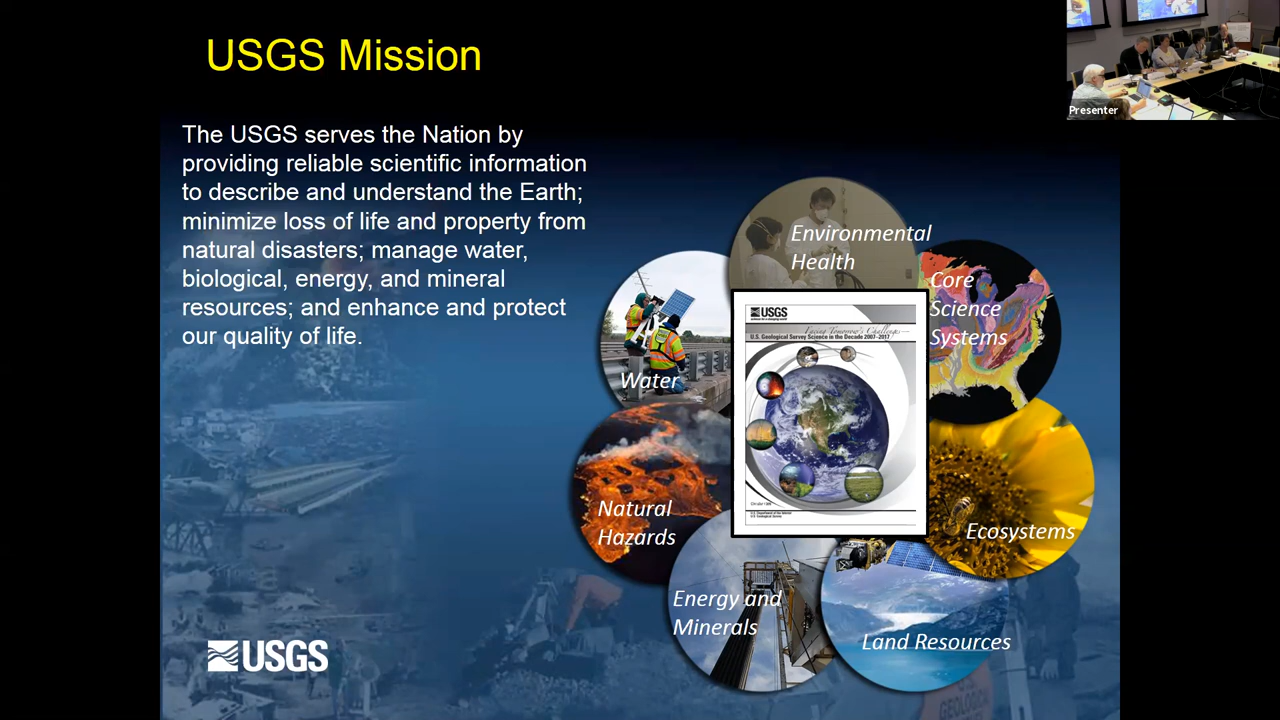 USGS Mission
Presenter
The USGS serves the Nation by
providing reliable scientific information
to describe and understand the Earth;
minimize loss of life and property from
natural disasters; manage water,
biological, energy, and mineral
resources; and enhance and protect
our quality of life.
Environmental
Health
Core
Science
Systems
Water
USGS
Facing Tomorrow's Challenges
U.S. Geological Survey Science in the Decade 2007–2017
Natural
Hazards
Ecosystems
Energy and
Minerals
Land Resources
USGS